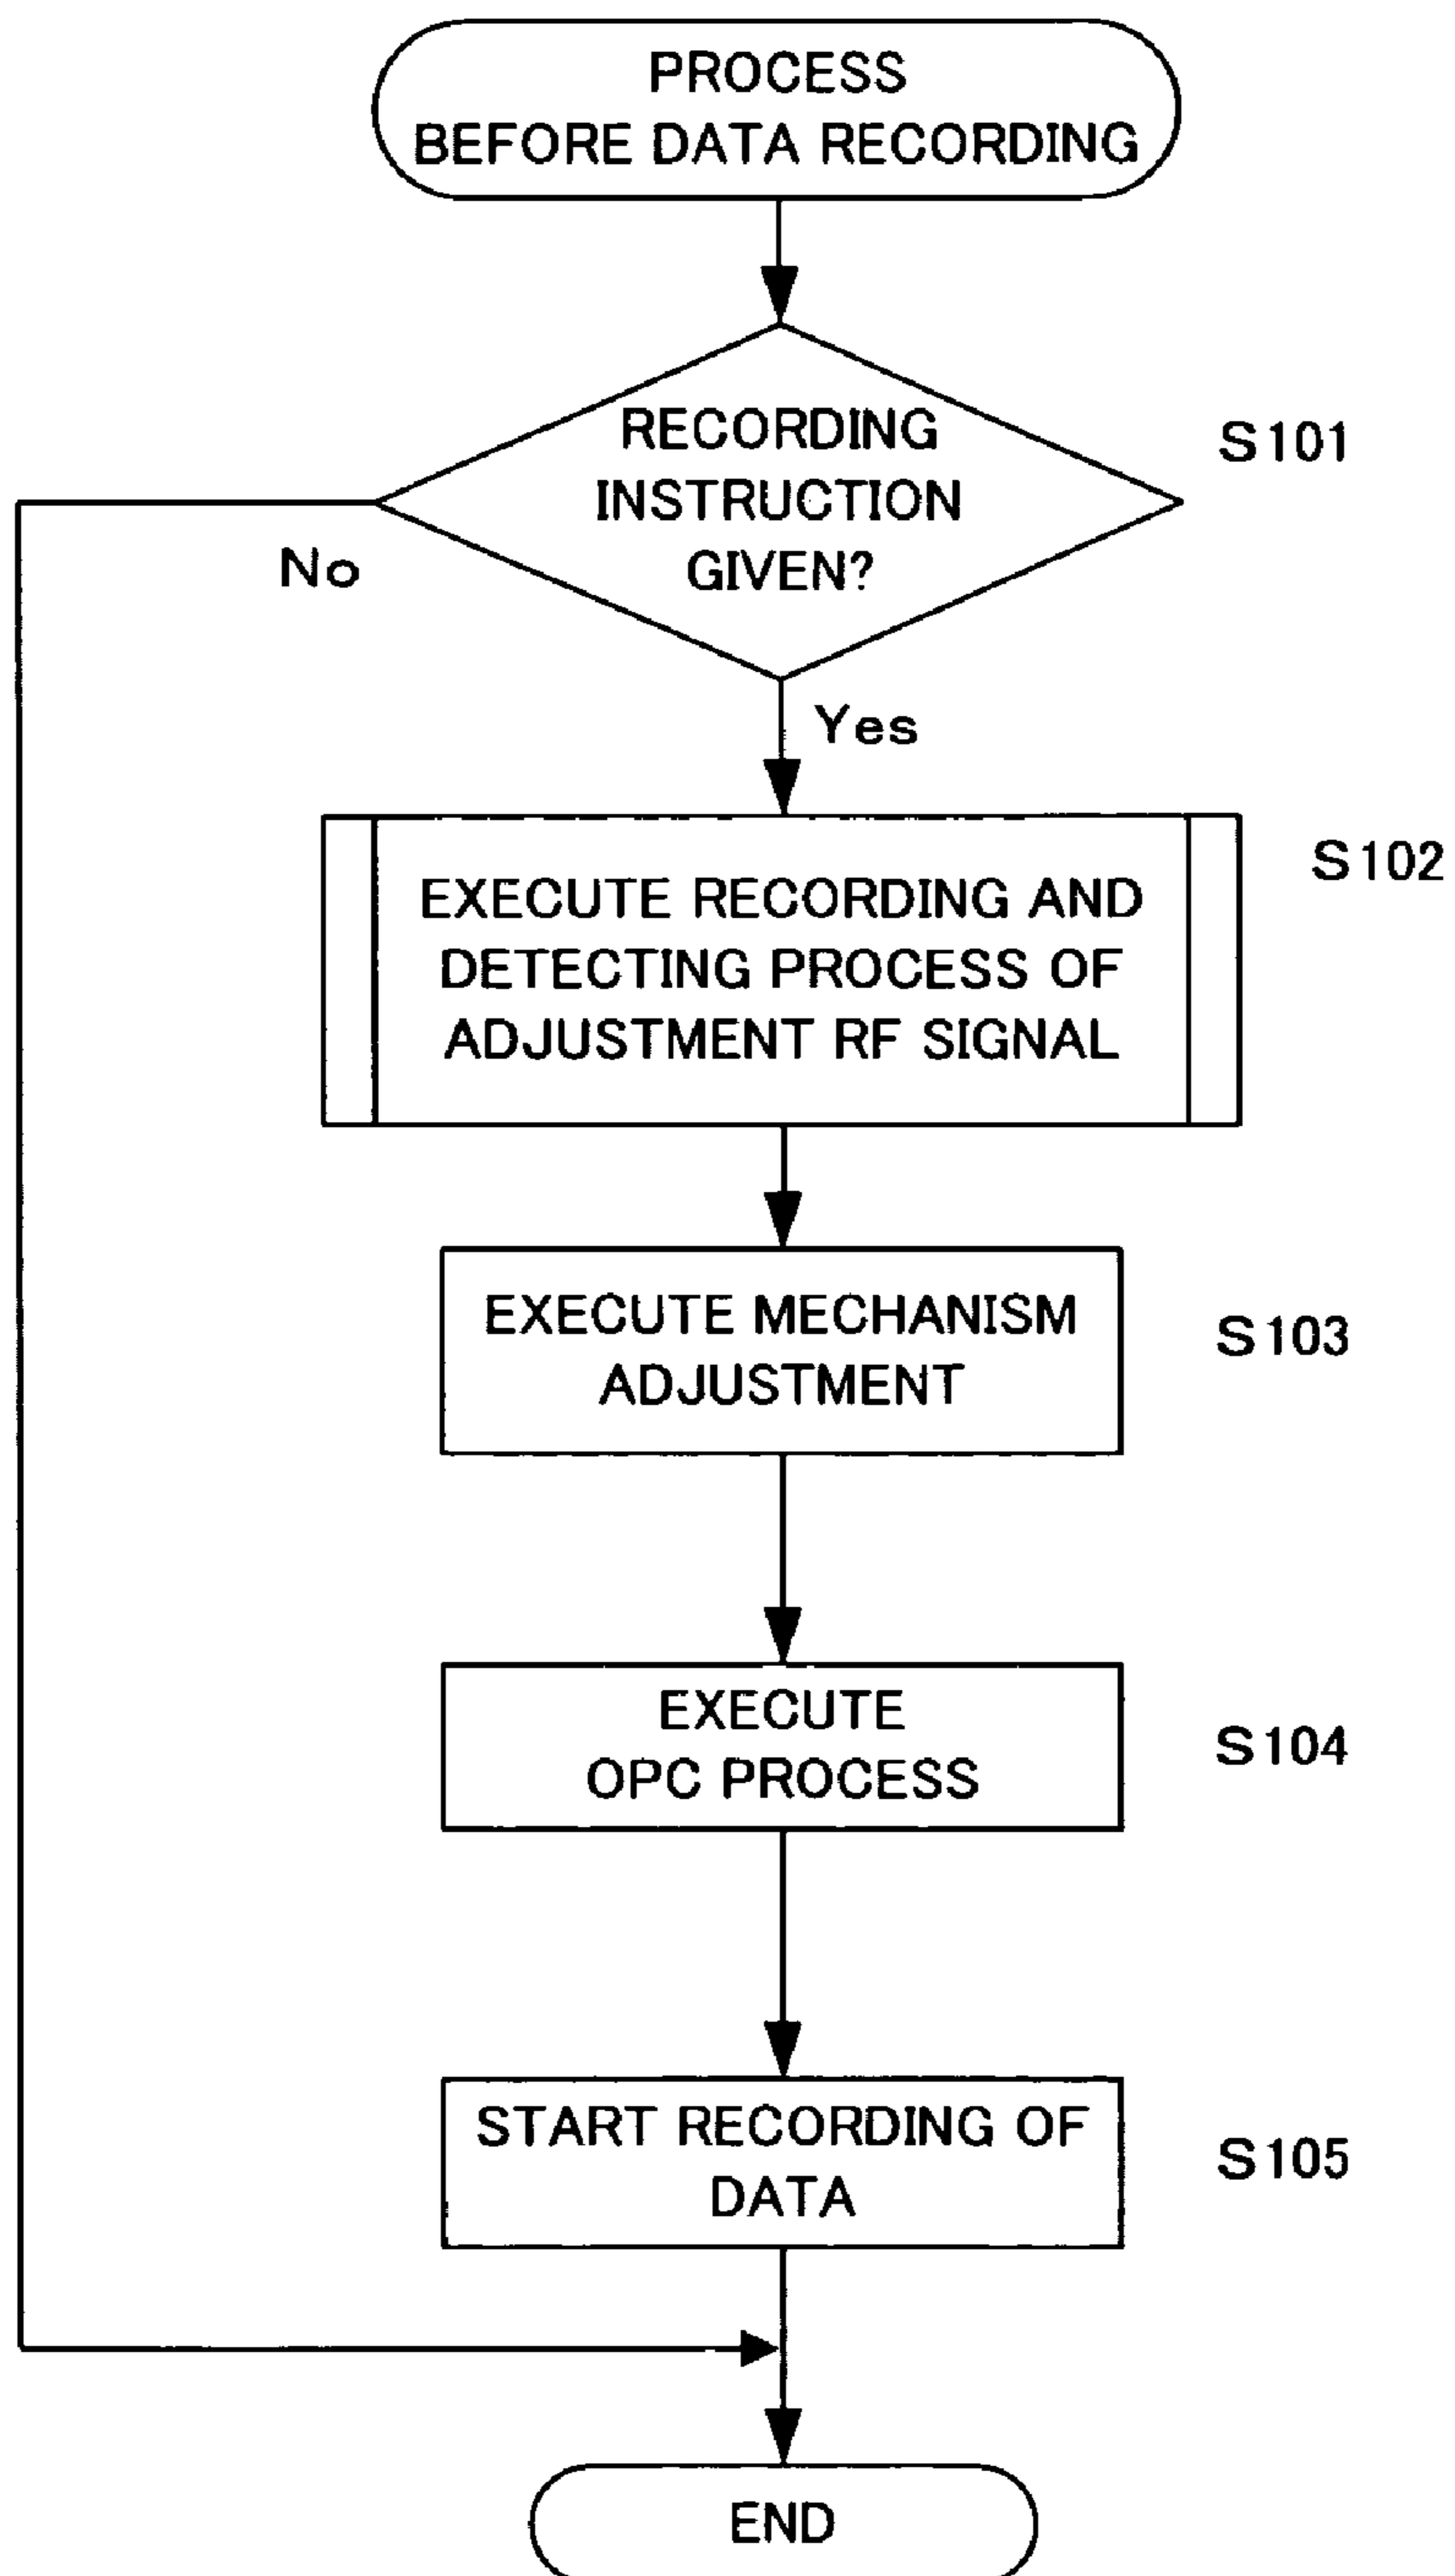 PROCESS
BEFORE DATA RECORDING
RECORDING
INSTRUCTION
GIVEN?
S101
No
Yes
S102
EXECUTE RECORDING AND
DETECTING PROCESS OF
ADJUSTMENT RF SIGNAL
EXECUTE MECHANISM
ADJUSTMENT
S103
EXECUTE
OPC PROCESS
S104
START RECORDING OF
DATA
S105
END